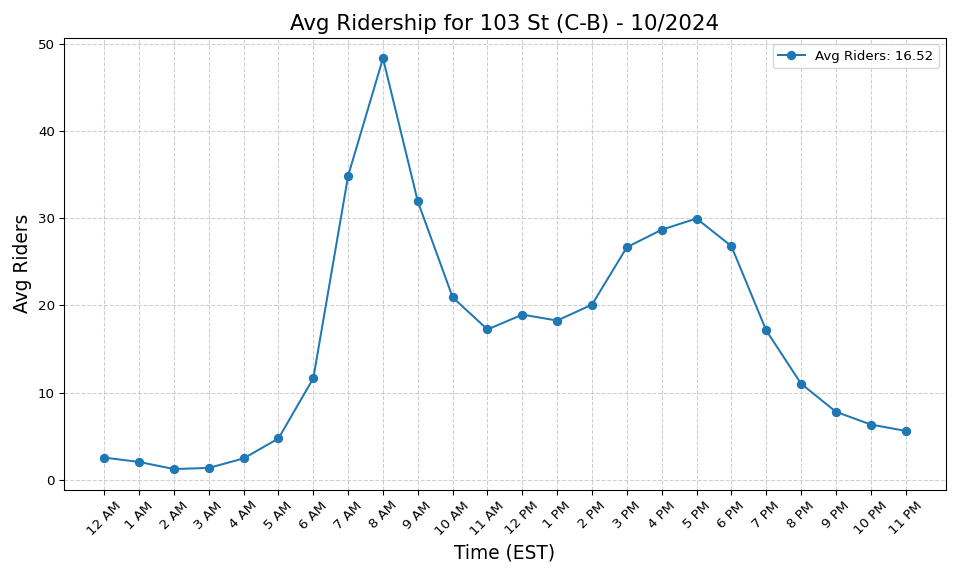 Avg Ridership for 103 St (C-B) - 10/2024
Avg Riders: 16.52
Avg Riders
50
40
30
20
10
0
12 AM
1 AM
2 AM
3 AM
4 AM
5 AM
6 AM
7 AM
8 AM
9 AM
10 AM
11 AM
12 PM
1 PM
2 PM
3 PM
4 PM
5 PM
6 PM
7 PM
8 PM
9 PM
10 PM
11 PM
Time (EST)